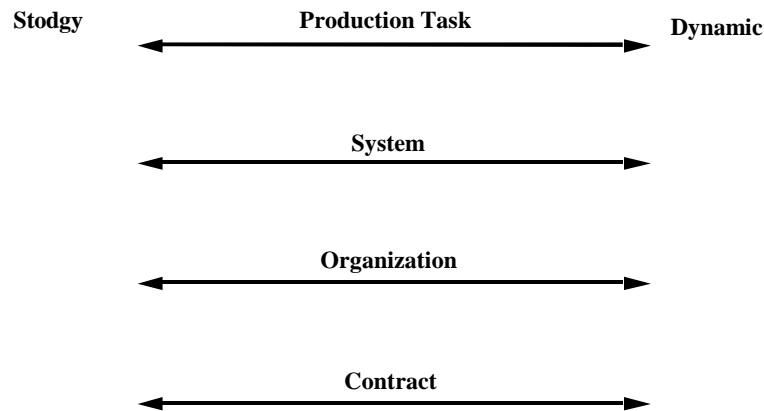 Stodgy
Production Task
Dynamic
System
Organization
Contract